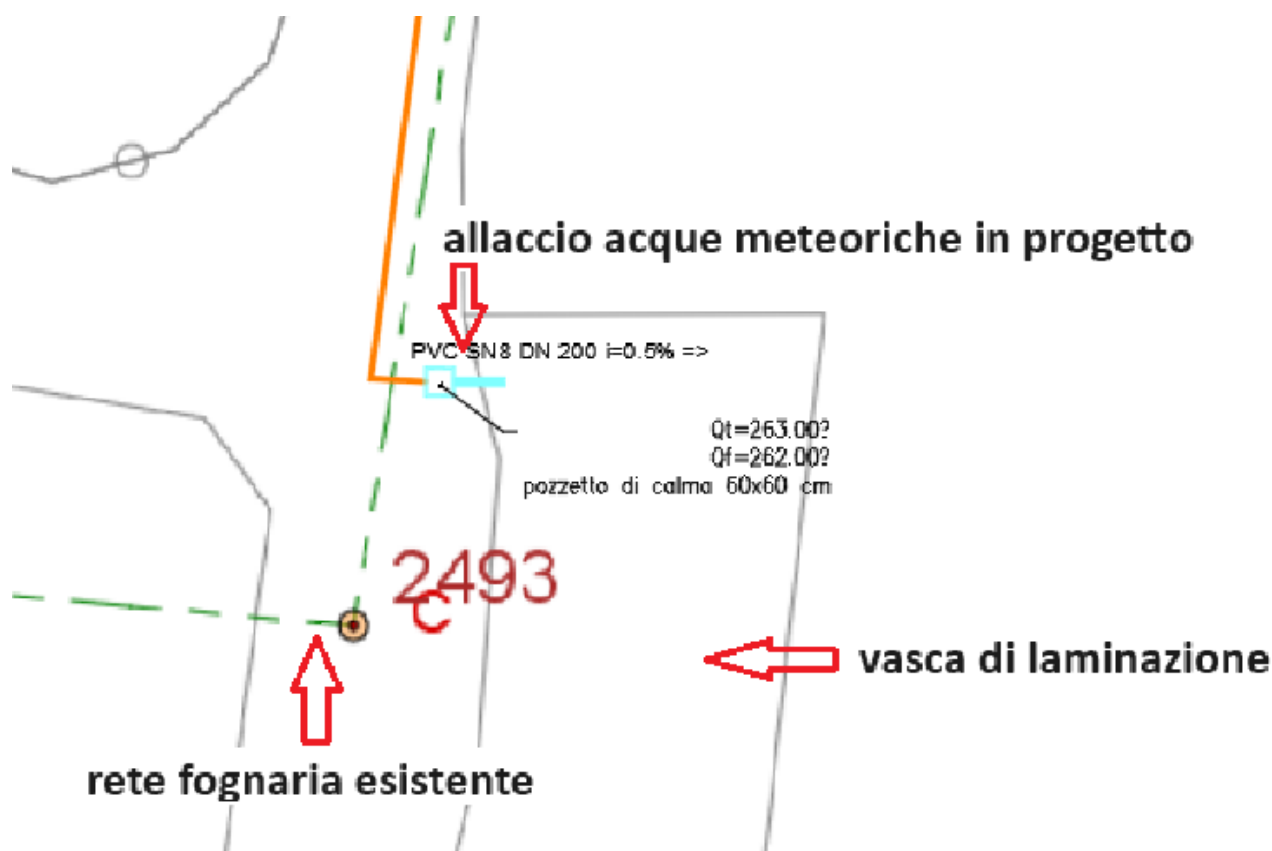 allaccio acque meteoriche in progetto
PVC SN8 DN 200 i=0.5% =>
Qt=263.00?
Qf=262.00?
pozzetto di calma 60x60 cm
2493
C
vasca di laminazione
rete fognaria esistente